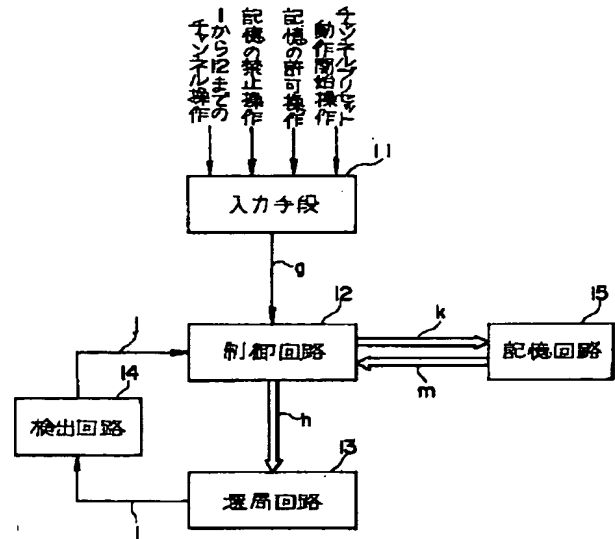 チャンネルプリセット
動作開始操作
記憶の許可操作
記憶の禁止操作
1から12までの
チャンネル操作
11
入力手段
g
12
制御回路
k
15
記憶回路
m
j
14
検出回路
h
13
選局回路
i